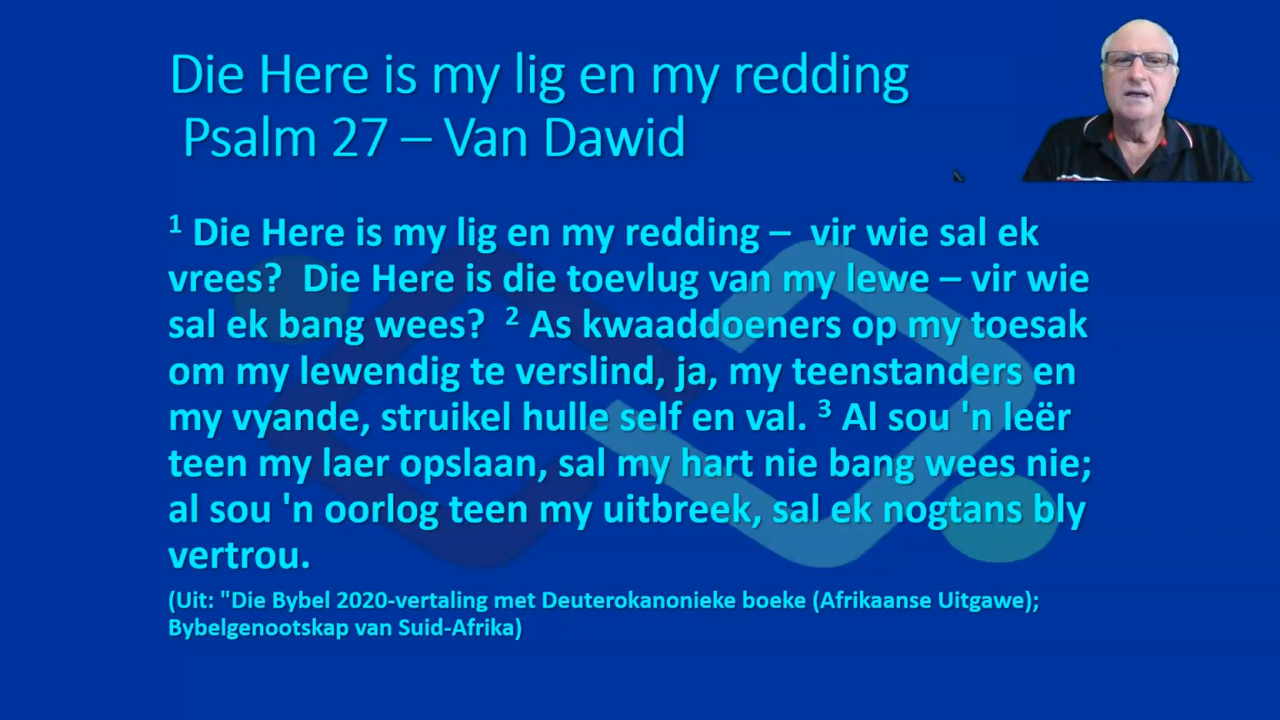 Die Here is my lig en my redding
Psalm 27 – Van Dawid
¹ Die Here is my lig en my redding – vir wie sal ek
vrees? Die Here is die toevlug van my lewe – vir wie
sal ek bang wees? ² As kwaaddoeners op my toesak
om my lewendig te verslind, ja, my teenstanders en
my vyande, struikel hulle self en val. ³ Al sou 'n leër
teen my laer opslaan, sal my hart nie bang wees nie;
al sou 'n oorlog teen my uitbreek, sal ek nogtans bly
vertrou.
(Uit: "Die Bybel 2020-vertaling met Deuterokanonieke boeke (Afrikaanse Uitgawe);
Bybelgenootskap van Suid-Afrika)